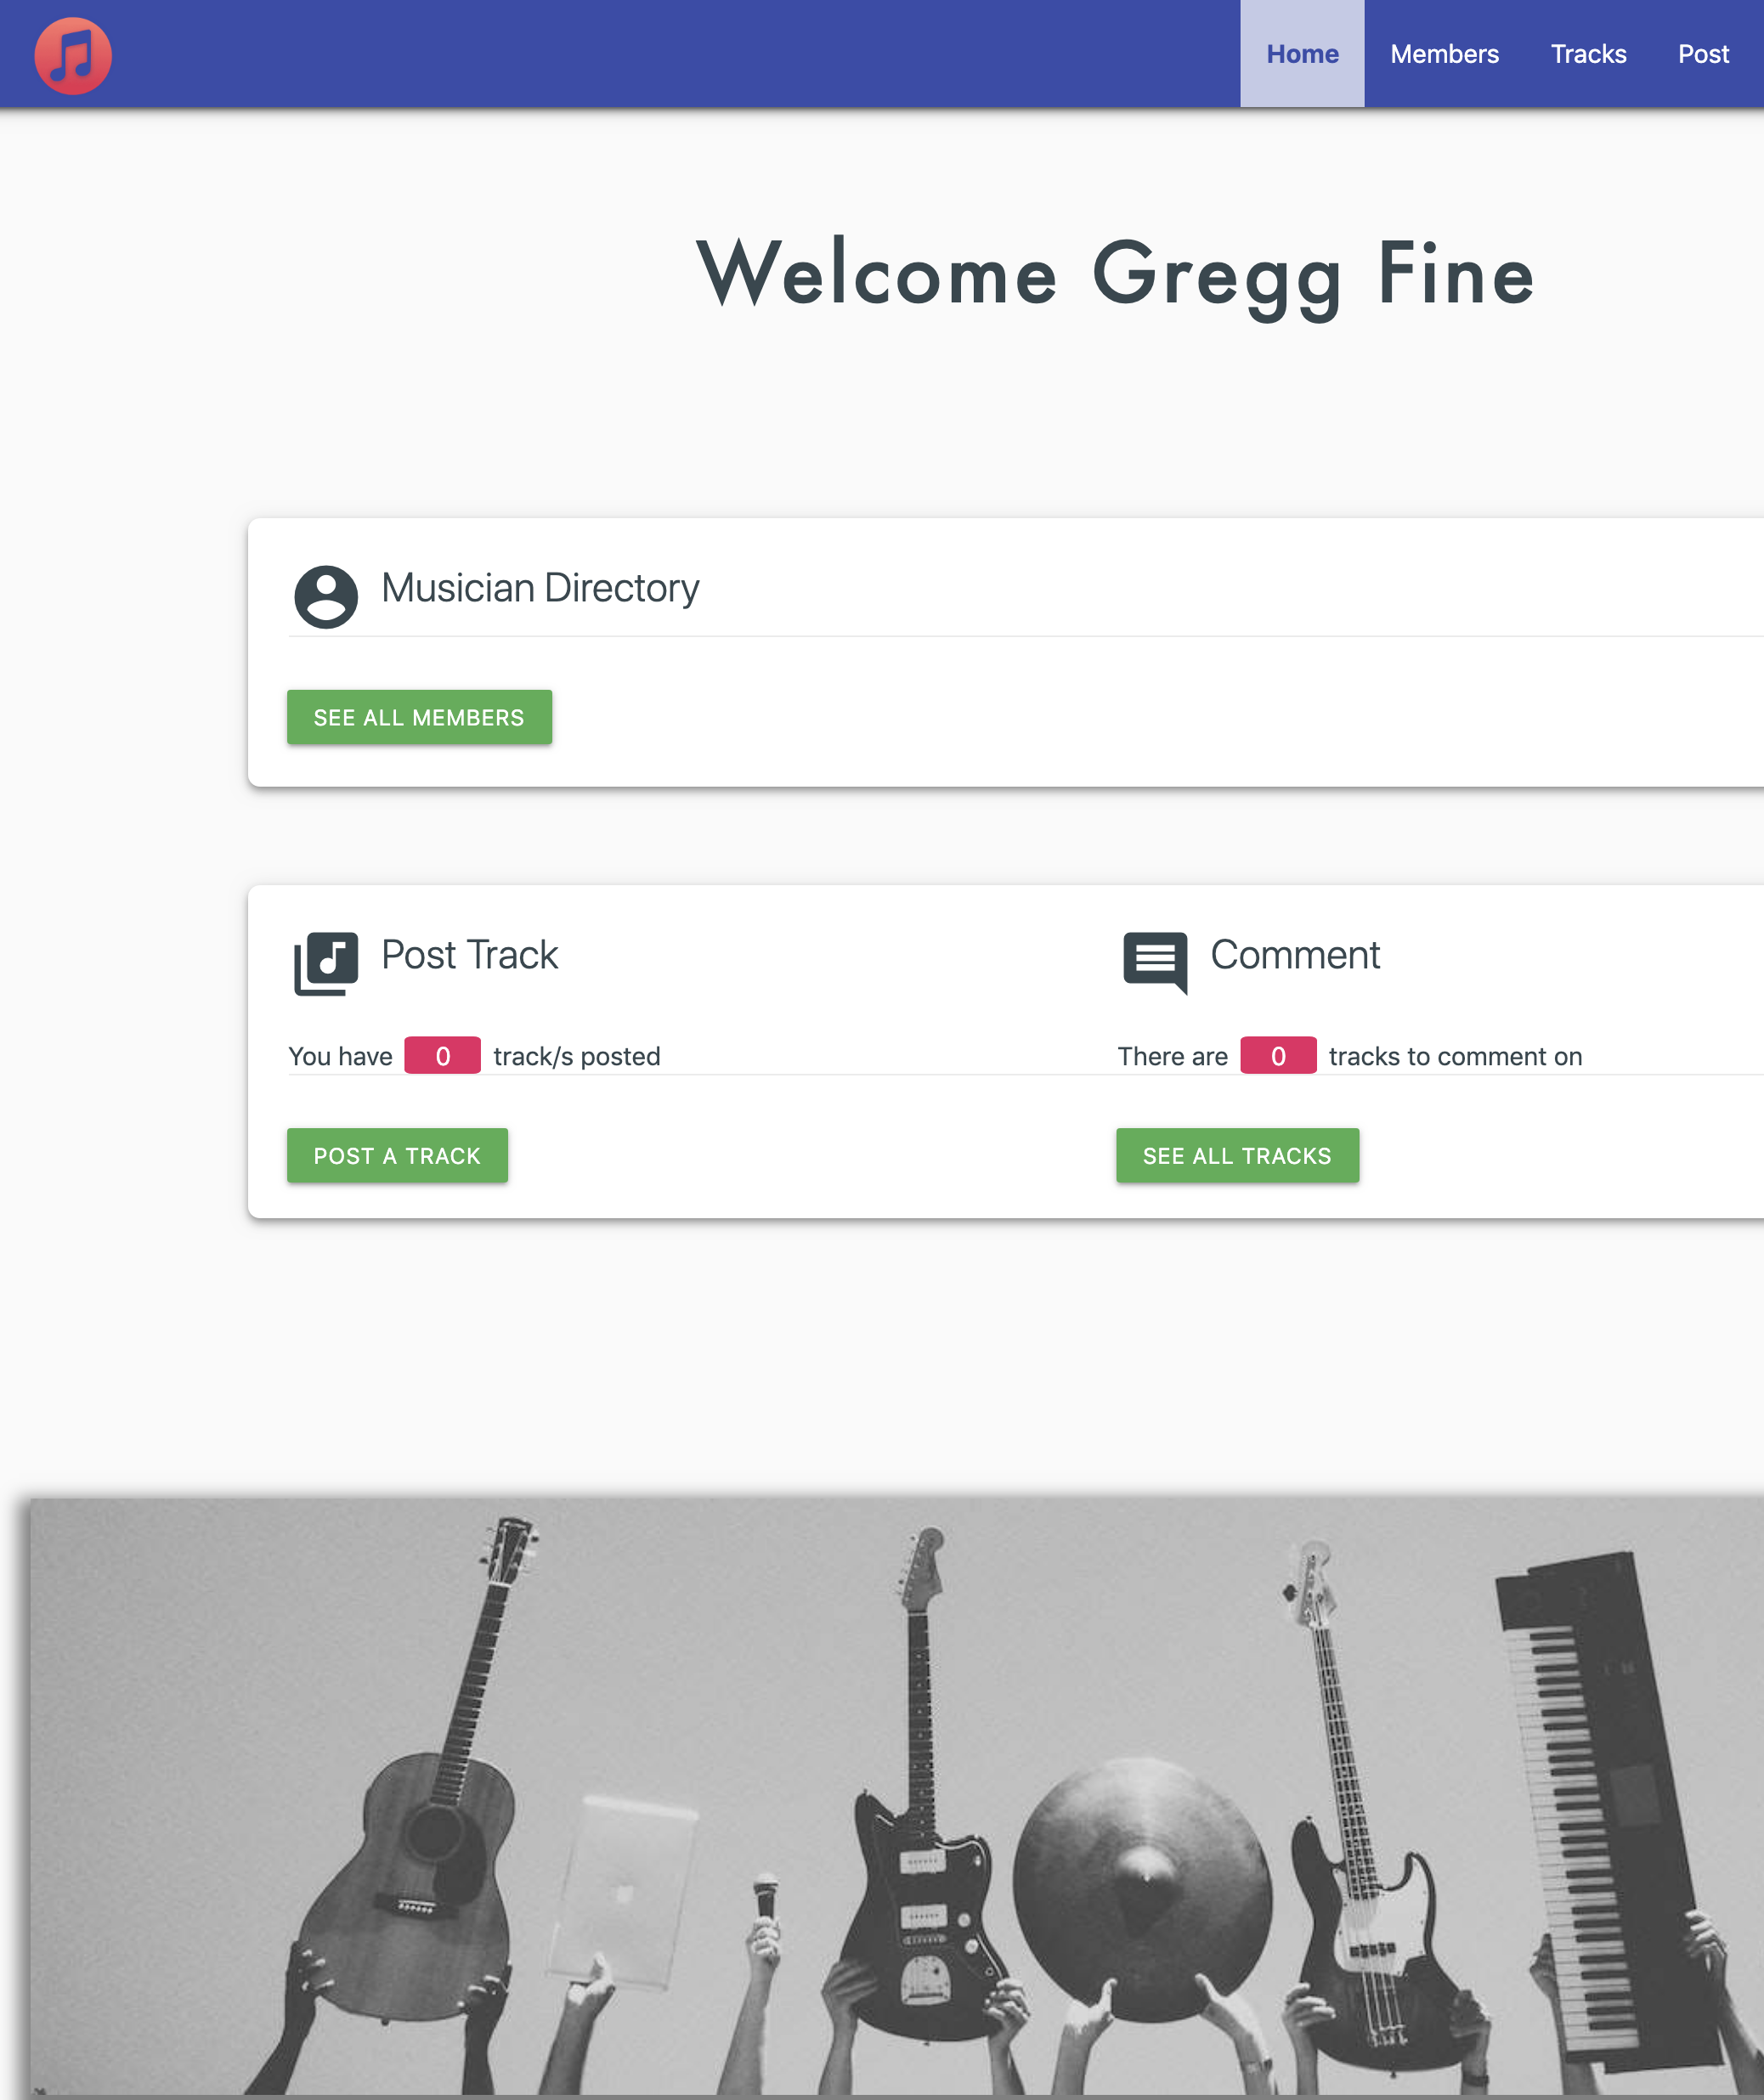 Home Members Tracks Post
Welcome Gregg Fine
Musician Directory
SEE ALL MEMBERS
Post Track
You have 0 track/s posted
POST A TRACK
Comment
There are 0 tracks to comment on
SEE ALL TRACKS